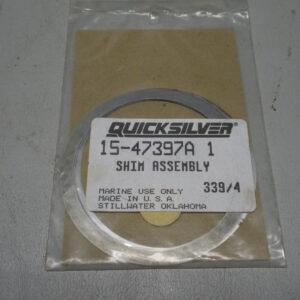 QUICKSILVER
15-47397A 1
SHIM ASSEMBLY
MARINE USE ONLY 339/4
MADE IN U.S.A.
STILLWATER OKLAHOMA